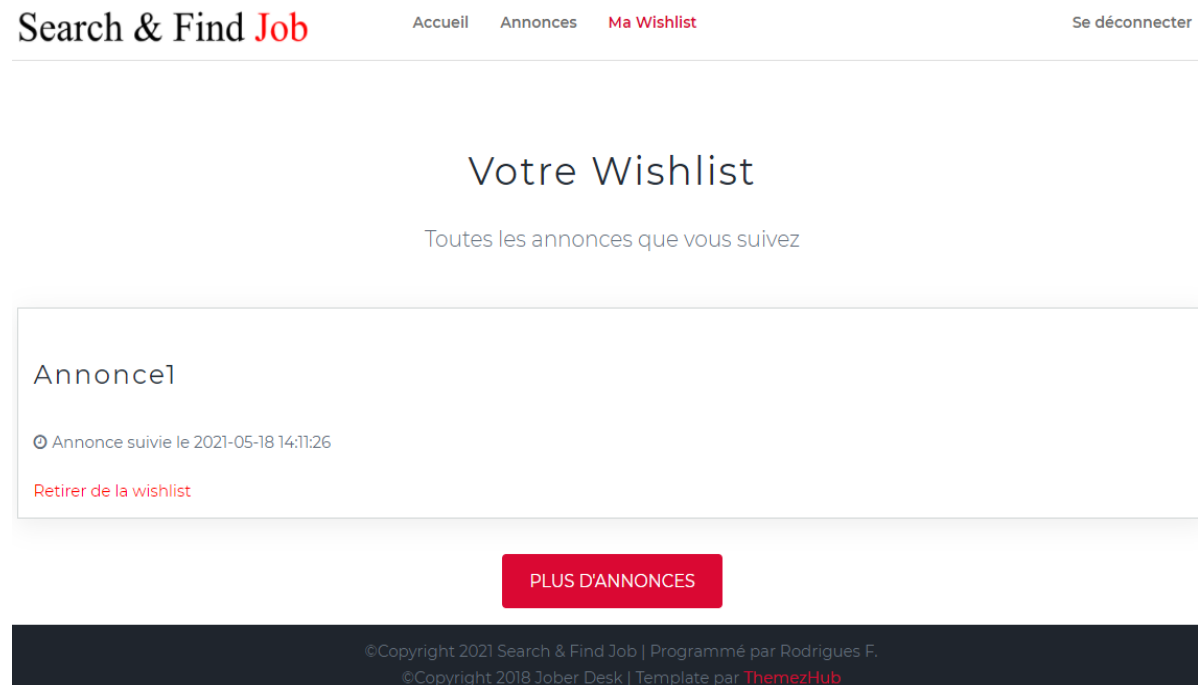 Search & Find Job
Accueil Annonces Ma Wishlist Se déconnecter
Votre Wishlist
Toutes les annonces que vous suivez
Annonce1
Annonce suivie le 2021-05-18 14:11:26
Retirer de la wishlist
PLUS D'ANNONCES
©Copyright 2021 Search & Find Job | Programmé par Rodrigues F.
©Copyright 2018 Jober Desk | Template par ThemezHub